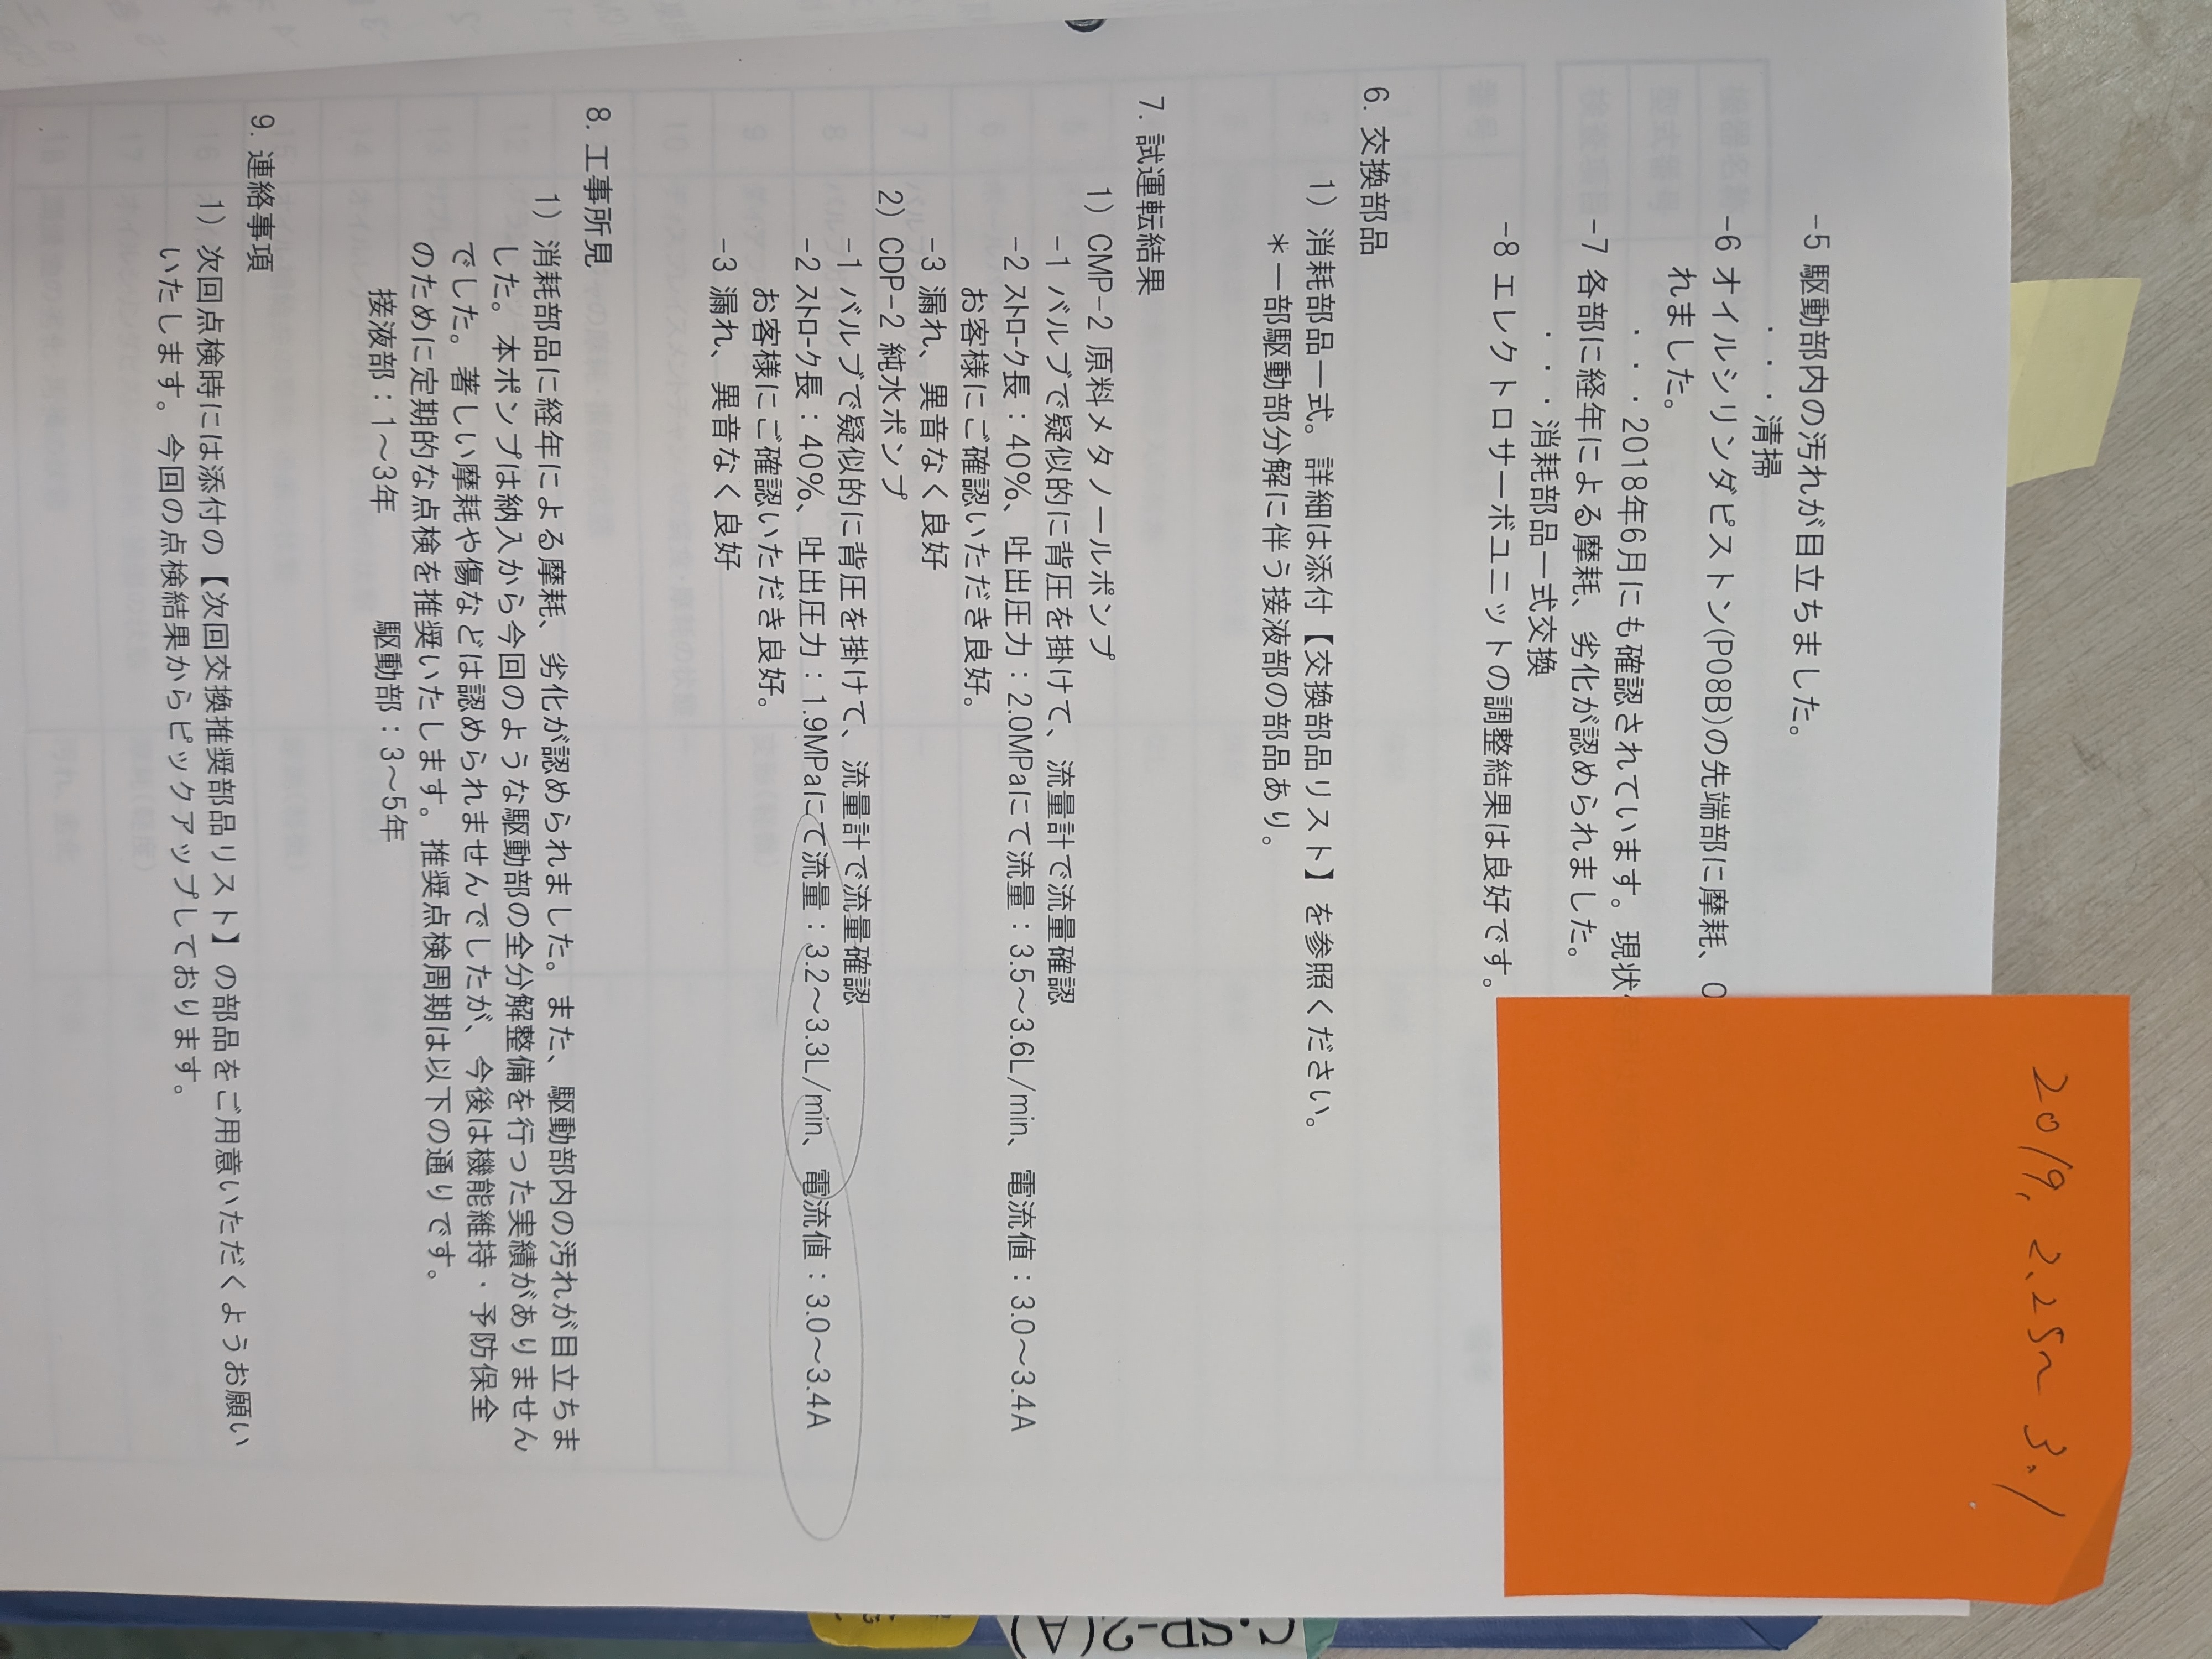 2019, 2.25~ 3.1
-5 駆動部内の汚れが目立ちました。
・・・清掃
-6 オイルシリンダピストン(P08B)の先端部に摩耗、
れました。
・・・2018年6月にも確認されています。現状
-7 各部に経年による摩耗、劣化が認められました。
・・・消耗部品一式交換
-8 エレクトロサーボユニットの調整結果は良好です。
6. 交換部品
1) 消耗部品一式。詳細は添付【交換部品リスト】を参照ください。
*一部駆動部分解に伴う接液部の部品あり。
7. 試運転結果
1) CMP-2 原料メタノールポンプ
-1 バルブで疑似的に背圧を掛けて、流量計で流量確認
-2 ストローク長：40%、吐出圧力：2.0MPaにて流量：3.5～3.6L/min、電流値：3.0～3.4A
お客様にご確認いただき良好。
-3 漏れ、異音なく良好
2) CDP-2 純水ポンプ
-1 バルブで疑似的に背圧を掛けて、流量計で流量確認
-2 ストローク長：40%、吐出圧力：1.9MPaにて流量：3.2～3.3L/min、電流値：3.0～3.4A
お客様にご確認いただき良好。
-3 漏れ、異音なく良好
8. 工事所見
1) 消耗部品に経年による摩耗、劣化が認められました。また、駆動部内の汚れが目立ちま
した。本ポンプは納入から今回のような駆動部の全分解整備を行った実績がありません
でした。著しい摩耗や傷などは認められませんでしたが、今後は機能維持・予防保全
のために定期的な点検を推奨いたします。推奨点検周期は以下の通りです。
接液部：1～3年 駆動部：3～5年
9. 連絡事項
1) 次回点検時には添付の【次回交換推奨部品リスト】の部品をご用意いただくようお願い
いたします。今回の点検結果からピックアップしております。
C・SP-2(A)